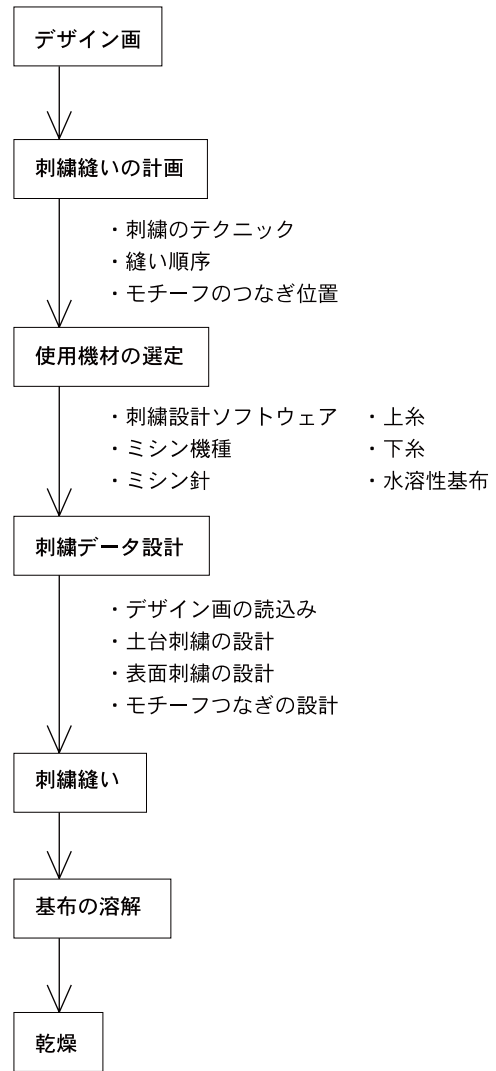 デザイン画
刺繍縫いの計画
・刺繍のテクニック
・縫い順序
・モチーフのつなぎ位置
使用機材の選定
・刺繍設計ソフトウェア ・上糸
・ミシン機種 ・下糸
・ミシン針 ・水溶性基布
刺繍データ設計
・デザイン画の読込み
・土台刺繍の設計
・表面刺繍の設計
・モチーフつなぎの設計
刺繍縫い
基布の溶解
乾燥